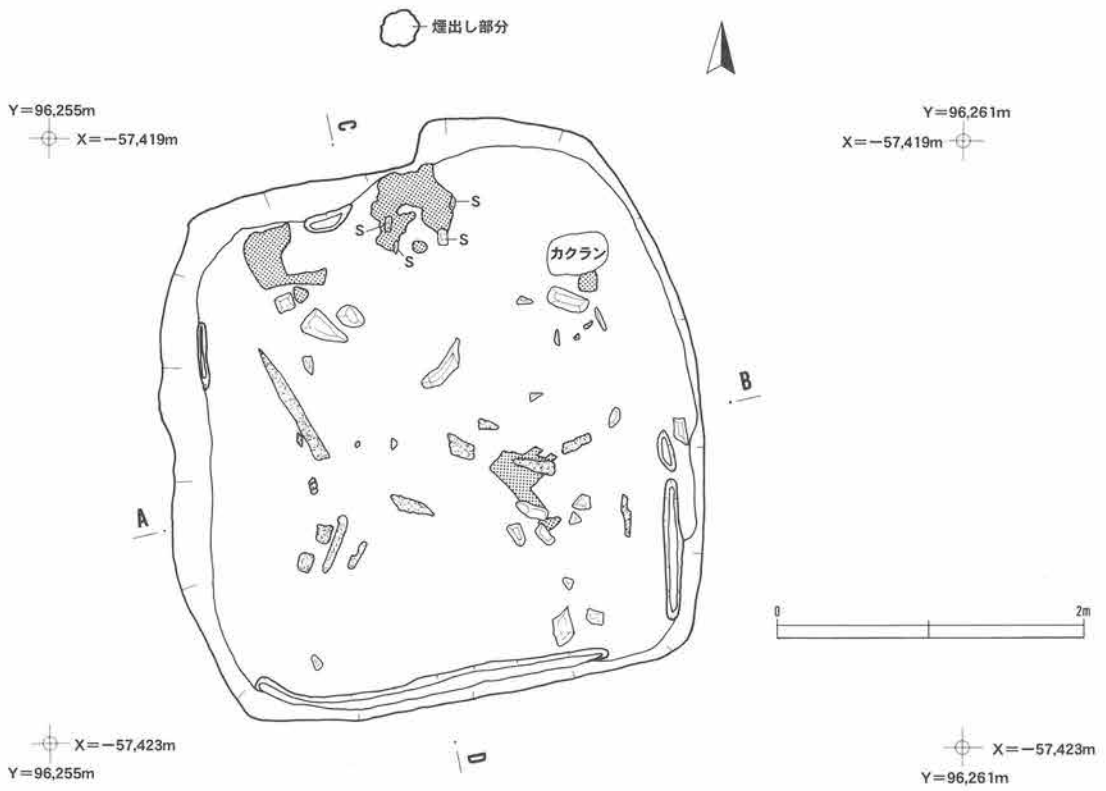 煙出し部分
Y=96,255m
X=-57,419m
C
Y=96,261m
X=-57,419m
S
S
S
S
カクラン
B
A
0
2m
D
X=-57,423m
Y=96,255m
X=-57,423m
Y=96,261m